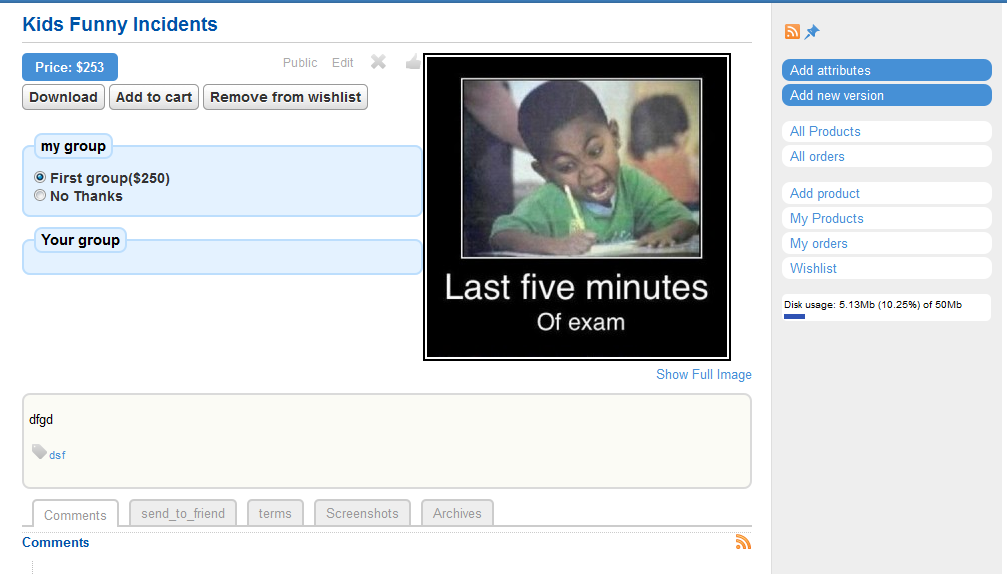 Kids Funny Incidents
Price: $253
Public Edit
Download Add to cart Remove from wishlist
my group
First group($250)
No Thanks
Your group
Last five minutes
Of exam
Show Full Image
dfgd
dsf
Comments send_to_friend terms Screenshots Archives
Comments
Add attributes
Add new version
All Products
All orders
Add product
My Products
My orders
Wishlist
Disk usage: 5.13Mb (10.25%) of 50Mb